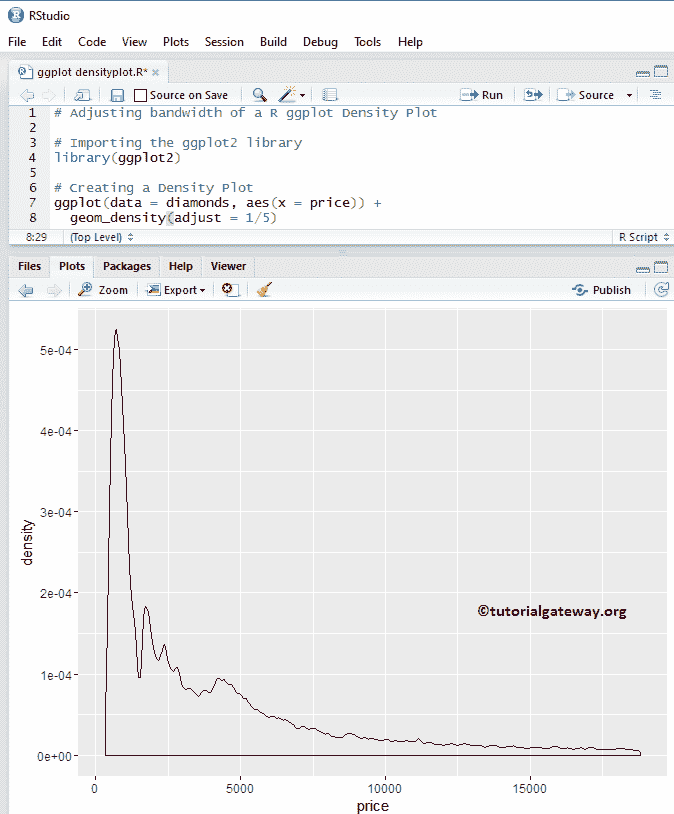 RStudio
File Edit Code View Plots Session Build Debug Tools Help
ggplot densityplot.R*
Source on Save Run Source
1 # Adjusting bandwidth of a R ggplot Density Plot
2
3 # Importing the ggplot2 library
4 library(ggplot2)
5
6 # Creating a Density Plot
7 ggplot(data = diamonds, aes(x = price)) +
8 geom_density(adjust = 1/5)
8:29 (Top Level) R Script
Files Plots Packages Help Viewer
Zoom Export Publish
5e-04
4e-04
3e-04
density
2e-04
©tutorialgateway.org
1e-04
0e+00
0 5000 10000 15000
price